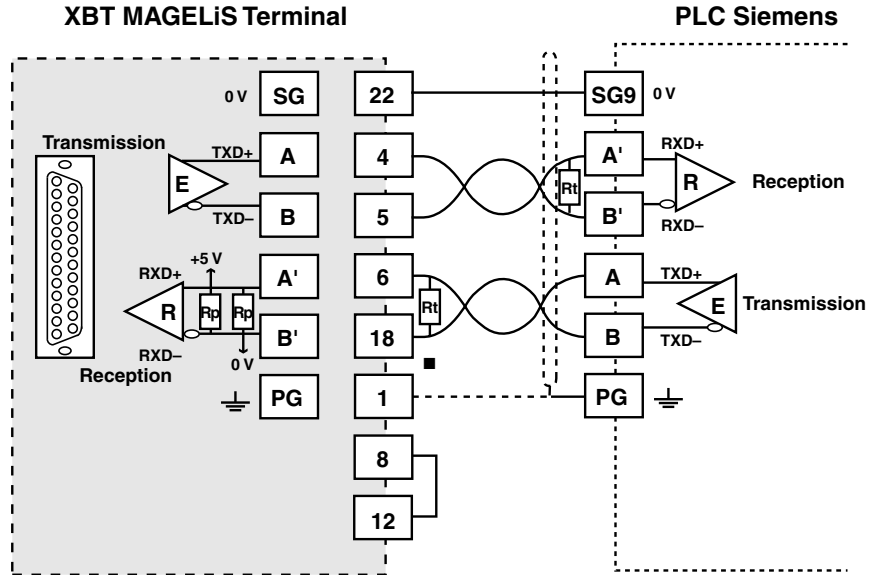 XBT MAGELiS Terminal
PLC Siemens
0 V SG 22 SG9 0 V
Transmission
TXD+ A 4 A' RXD+
E Rt R Reception
TXD– B 5 B' RXD–
+5 V
RXD+ A' 6 A TXD+
R Rp Rp Rt E Transmission
RXD– B' 18 B TXD–
0 V
Reception
PG 1 PG
8
12